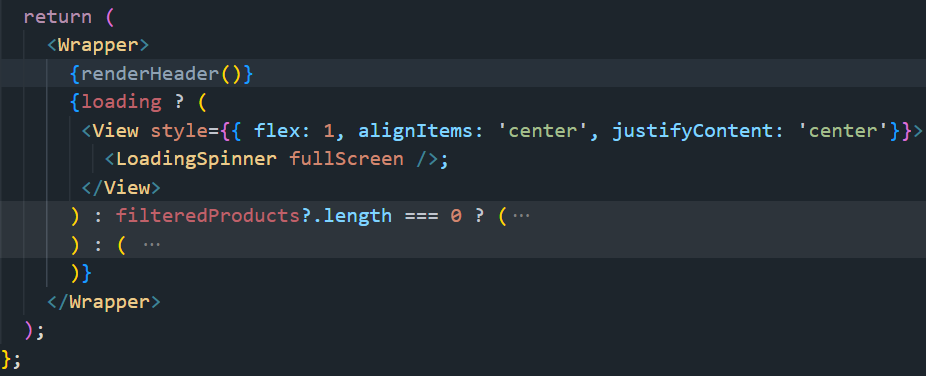 return (
<Wrapper>
{renderHeader()}
{loading ? (
<View style={{ flex: 1, alignItems: 'center', justifyContent: 'center'}}>
<LoadingSpinner fullScreen />;
</View>
) : filteredProducts?.length === 0 ? (···
) : ( ···
)}
</Wrapper>
);
};